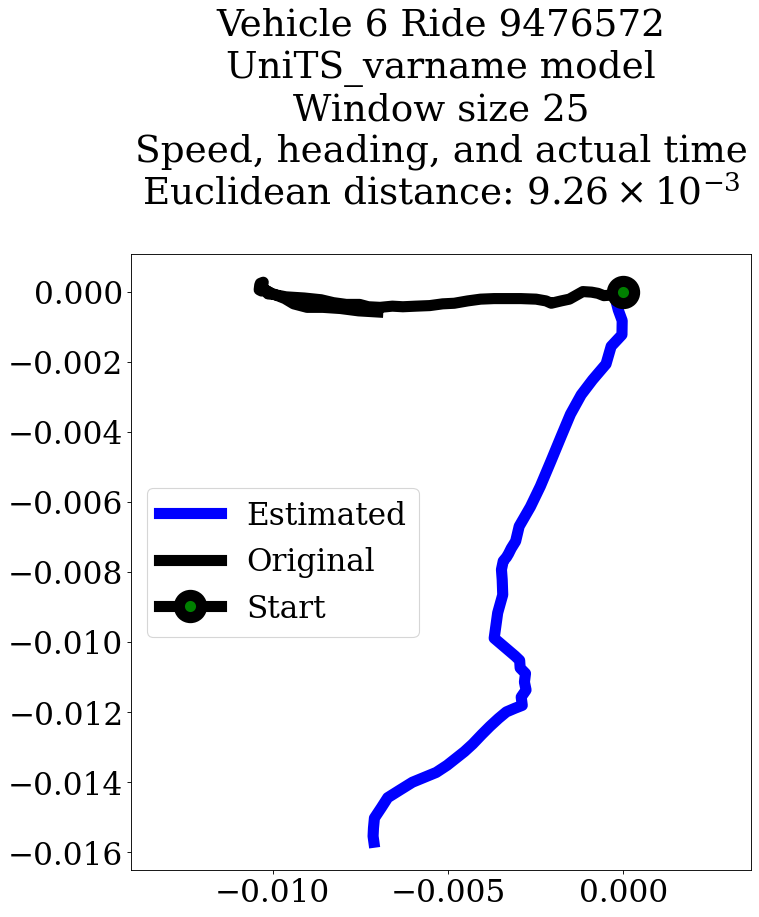 Vehicle 6 Ride 9476572
UniTS_varname model
Window size 25
Speed, heading, and actual time
Euclidean distance: 9.26 × 10⁻³
0.000
−0.002
−0.004
−0.006
−0.008
−0.010
−0.012
−0.014
−0.016
Estimated
Original
Start
−0.010
−0.005
0.000